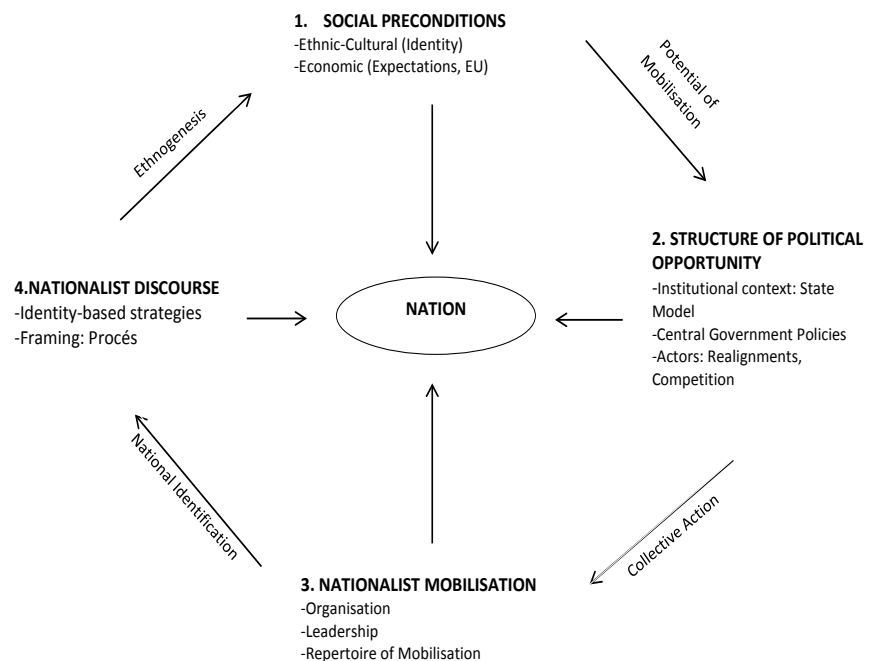 1. SOCIAL PRECONDITIONS
-Ethnic-Cultural (Identity)
-Economic (Expectations, EU)
Potential of
Mobilisation
2. STRUCTURE OF POLITICAL
OPPORTUNITY
-Institutional context: State
Model
-Central Government Policies
-Actors: Realignments,
Competition
Collective Action
3. NATIONALIST MOBILISATION
-Organisation
-Leadership
-Repertoire of Mobilisation
National Identification
4.NATIONALIST DISCOURSE
-Identity-based strategies
-Framing: Procés
Ethnogenesis
NATION